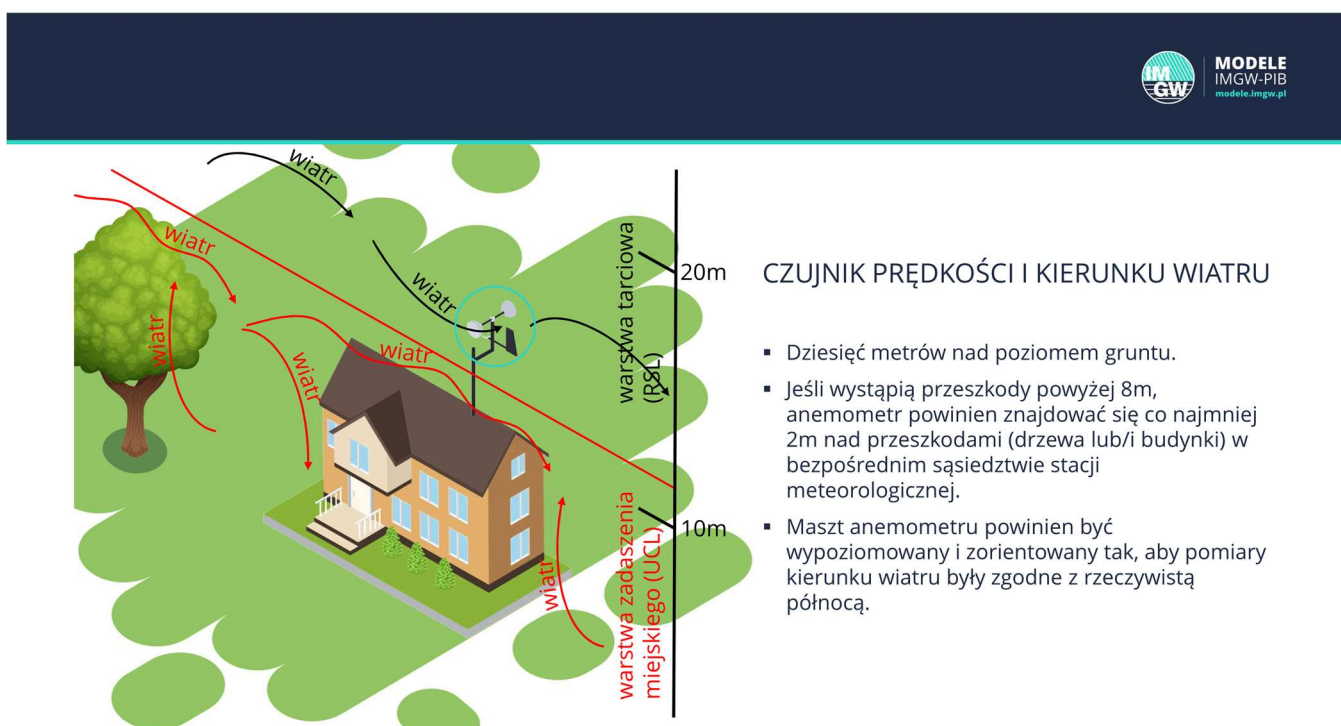 IM
GW
MODELE
IMGW-PIB
modele.imgw.pl
wiatr
wiatr
wiatr
wiatr
wiatr
wiatr
wiatr
warstwa tarciowa
(RSL)
20m
10m
warstwa zadaszenia
miejskiego (UCL)
CZUJNIK PRĘDKOŚCI I KIERUNKU WIATRU
▪ Dziesięć metrów nad poziomem gruntu.
▪ Jeśli wystąpią przeszkody powyżej 8m,
anemometr powinien znajdować się co najmniej
2m nad przeszkodami (drzewa lub/i budynki) w
bezpośrednim sąsiedztwie stacji
meteorologicznej.
▪ Maszt anemometru powinien być
wypoziomowany i zorientowany tak, aby pomiary
kierunku wiatru były zgodne z rzeczywistą
północą.